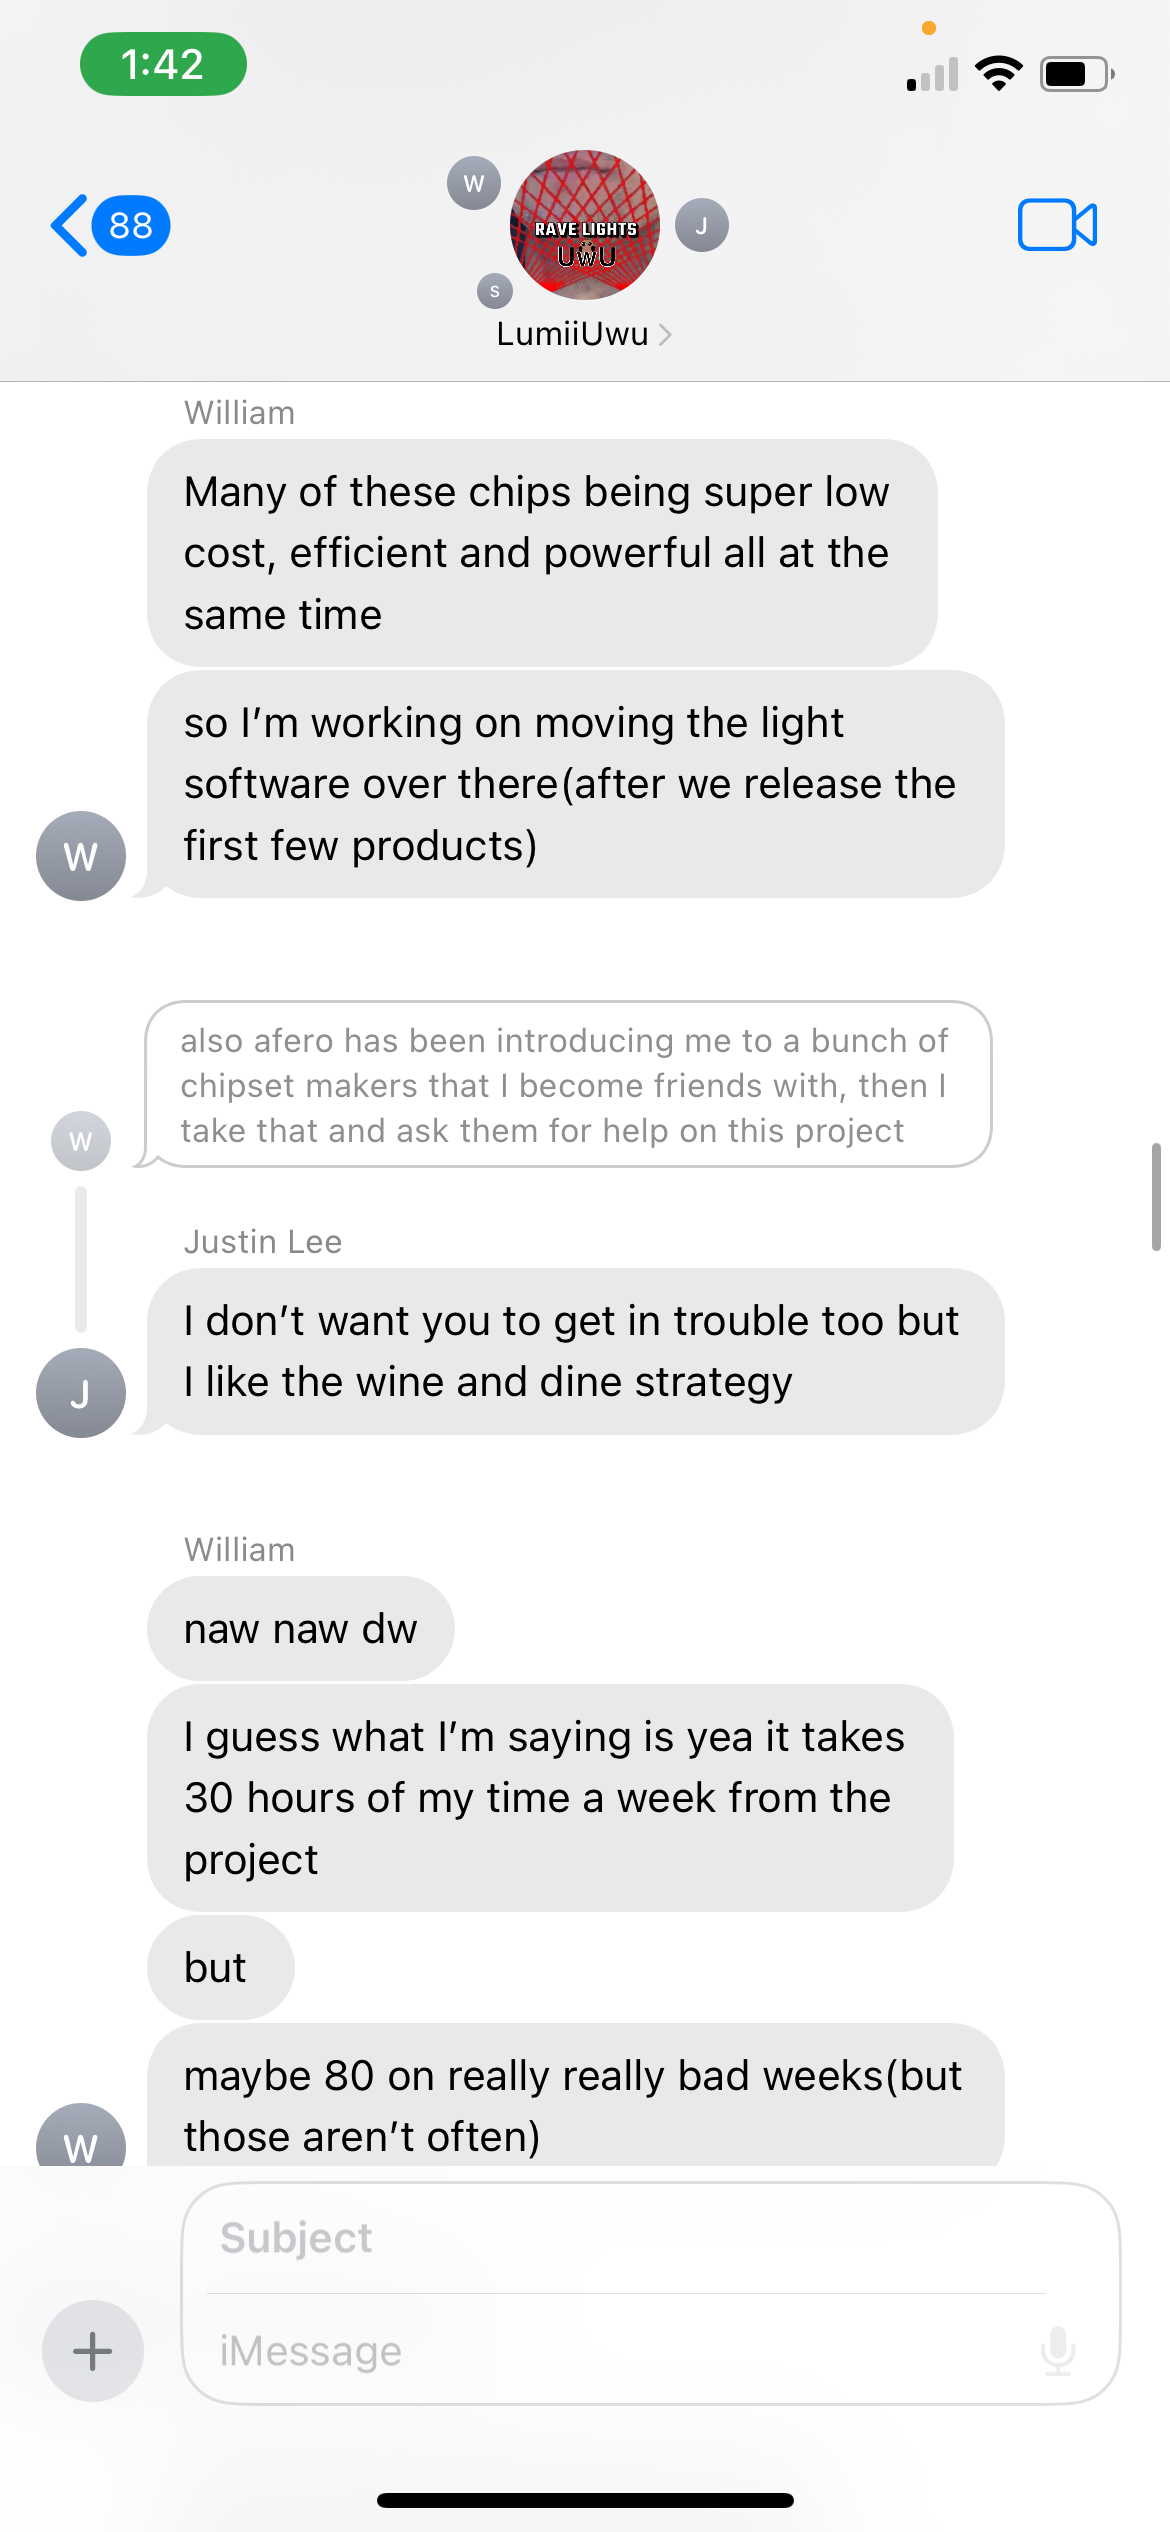 1:42
88
W
RAVE LIGHTS
UWU
J
S
LumiiUwu
William
Many of these chips being super low
cost, efficient and powerful all at the
same time
so I’m working on moving the light
software over there(after we release the
first few products)
W
also afero has been introducing me to a bunch of
chipset makers that I become friends with, then I
take that and ask them for help on this project
W
Justin Lee
I don’t want you to get in trouble too but
I like the wine and dine strategy
J
William
naw naw dw
I guess what I’m saying is yea it takes
30 hours of my time a week from the
project
but
maybe 80 on really really bad weeks(but
those aren’t often)
W
Subject
iMessage